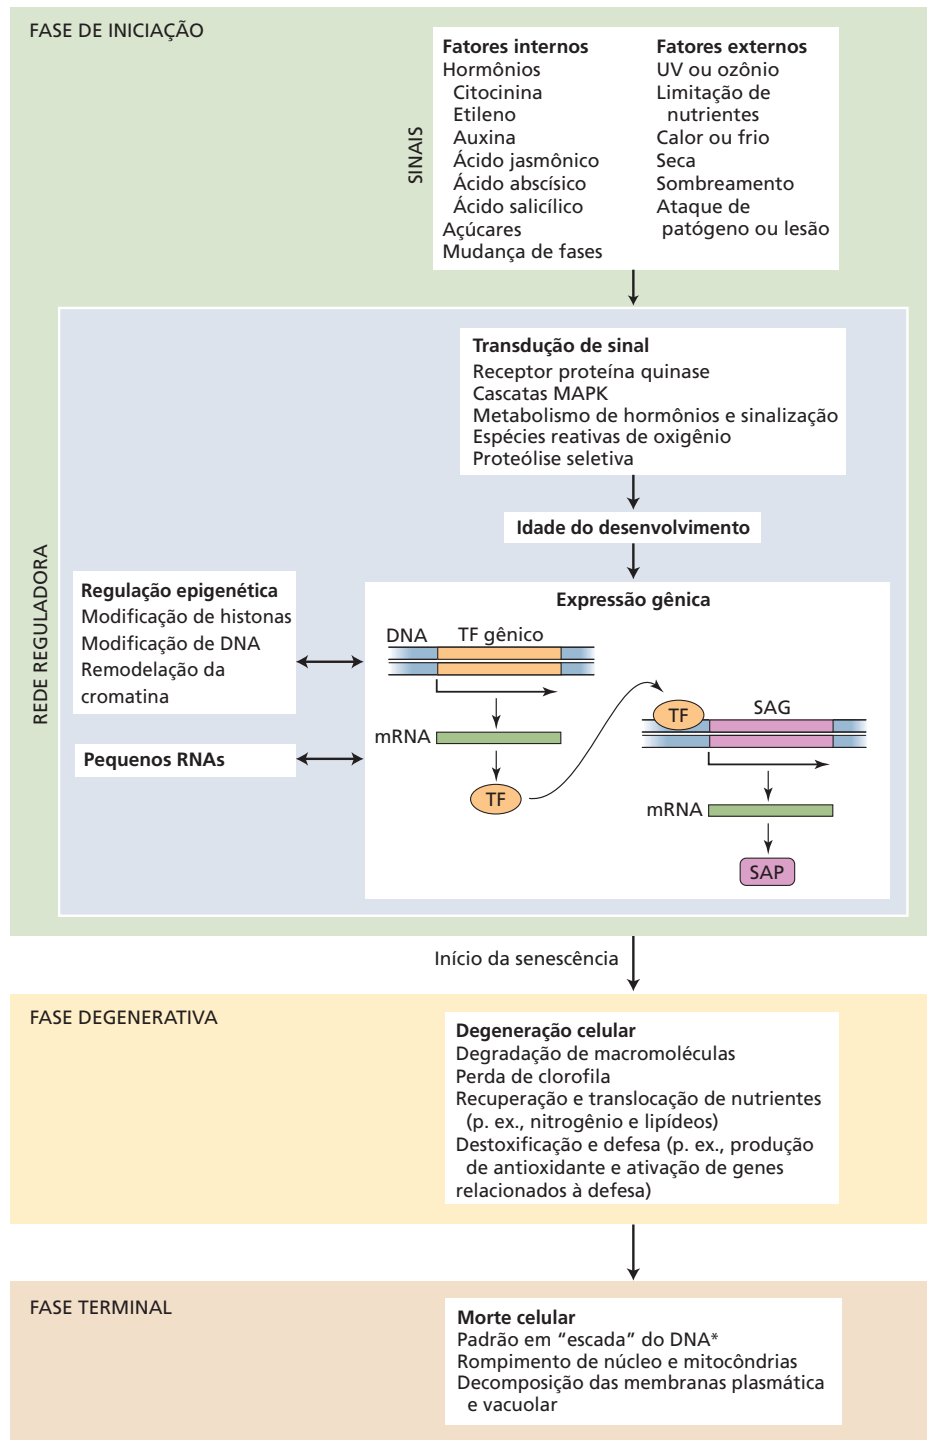 FASE DE INICIAÇÃO
SINAIS
Fatores internos
Hormônios
Citocinina
Etileno
Auxina
Ácido jasmônico
Ácido abscísico
Ácido salicílico
Açúcares
Mudança de fases
Fatores externos
UV ou ozônio
Limitação de
nutrientes
Calor ou frio
Seca
Sombreamento
Ataque de
patógeno ou lesão
REDE REGULADORA
Transdução de sinal
Receptor proteína quinase
Cascatas MAPK
Metabolismo de hormônios e sinalização
Espécies reativas de oxigênio
Proteólise seletiva
Idade do desenvolvimento
Regulação epigenética
Modificação de histonas
Modificação de DNA
Remodelação da
cromatina
Pequenos RNAs
Expressão gênica
DNA
TF gênico
mRNA
TF
TF
SAG
mRNA
SAP
Início da senescência
FASE DEGENERATIVA
Degeneração celular
Degradação de macromoléculas
Perda de clorofila
Recuperação e translocação de nutrientes
(p. ex., nitrogênio e lipídeos)
Destoxificação e defesa (p. ex., produção
de antioxidante e ativação de genes
relacionados à defesa)
FASE TERMINAL
Morte celular
Padrão em “escada” do DNA*
Rompimento de núcleo e mitocôndrias
Decomposição das membranas plasmática
e vacuolar